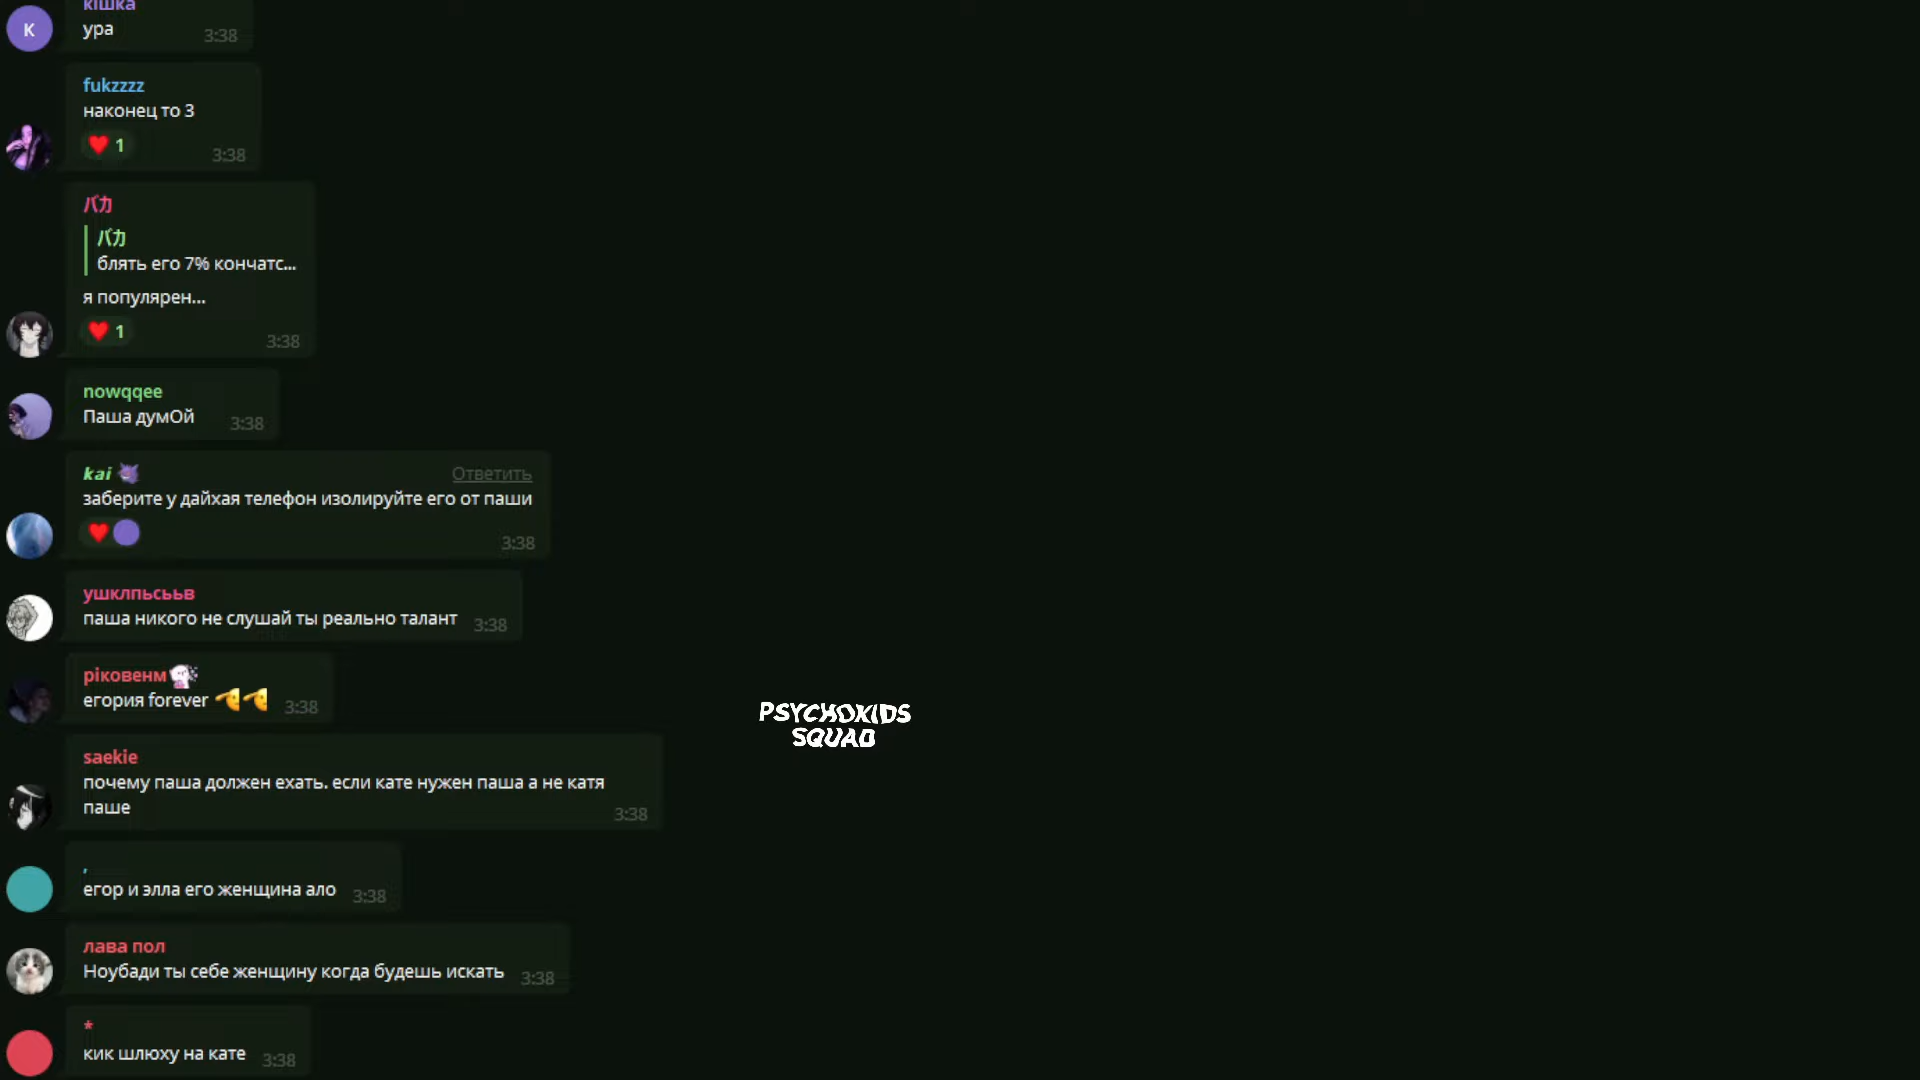 кішка
ура
3:38
К
fukzzzz
наконец то 3
1
3:38
バカ
バカ
блять его 7% кончатс...
я популярен...
1
3:38
nowqqee
Паша думОй
3:38
kai
Ответить
заберите у дайхая телефон изолируйте его от паши
3:38
ушклпьсььв
паша никого не слушай ты реально талант
3:38
ріковенм
егория forever
3:38
PSYCHOKIDS
SQUAD
saekie
почему паша должен ехать. если кате нужен паша а не катя
паше
3:38
,
егор и элла его женщина ало
3:38
лава пол
Ноубади ты себе женщину когда будешь искать
3:38
*
кик шлюху на кате
3:38